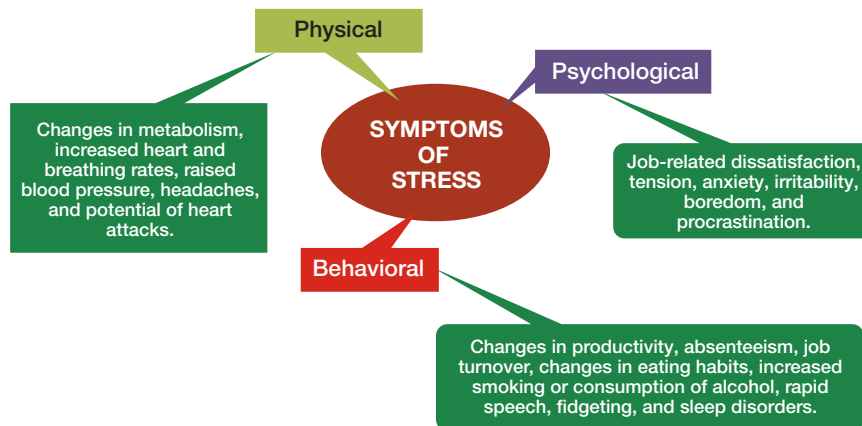 Physical
Psychological
SYMPTOMS
OF
STRESS
Changes in metabolism,
increased heart and
breathing rates, raised
blood pressure, headaches,
and potential of heart
attacks.
Job-related dissatisfaction,
tension, anxiety, irritability,
boredom, and
procrastination.
Behavioral
Changes in productivity, absenteeism, job
turnover, changes in eating habits, increased
smoking or consumption of alcohol, rapid
speech, fidgeting, and sleep disorders.